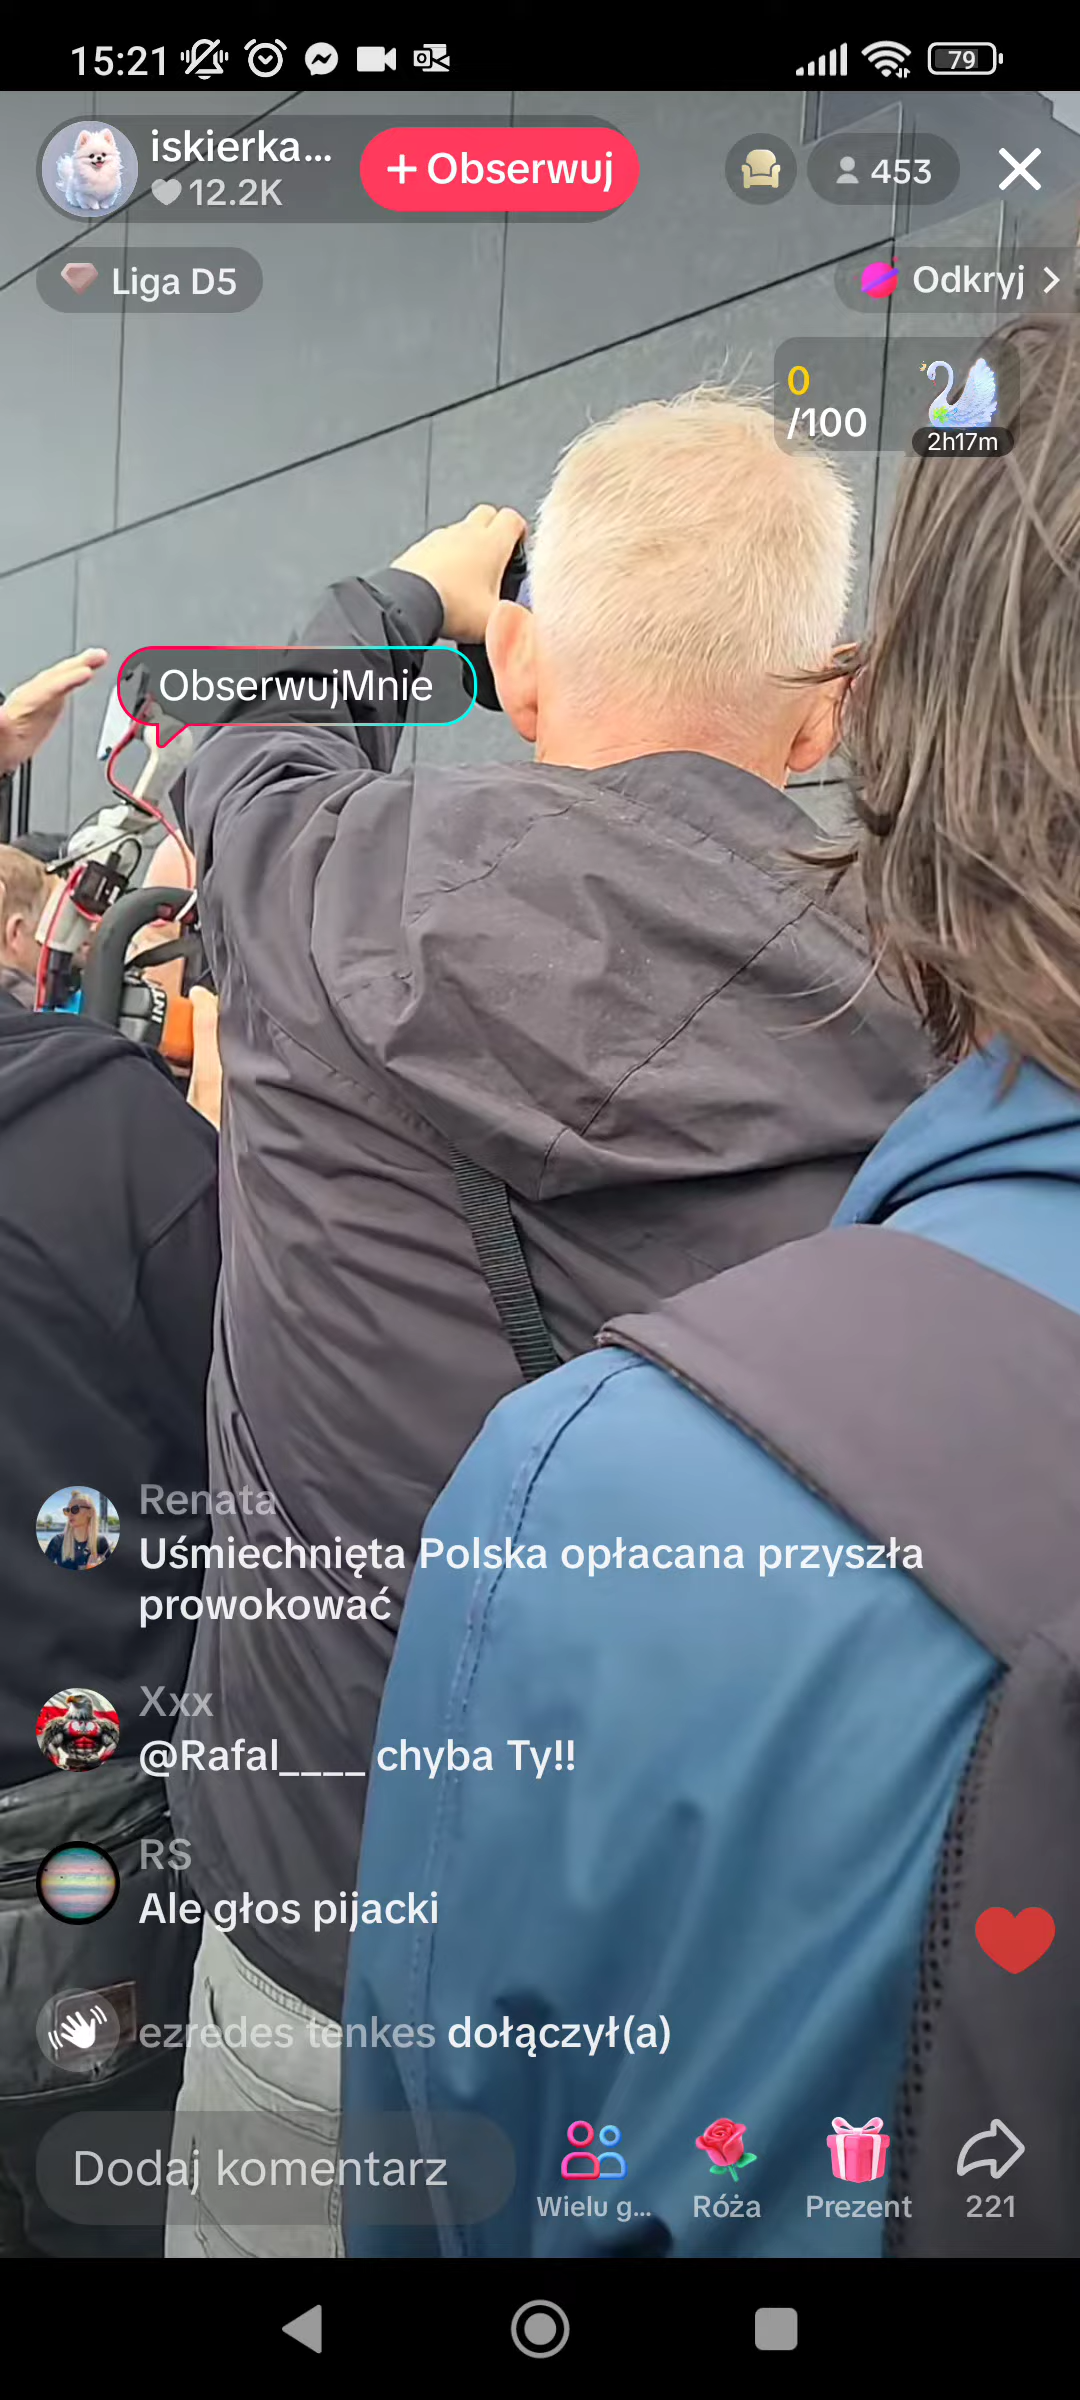 15:21
79
iskierka...
12.2K
+ Obserwuj
453
Liga D5
Odkryj
0
/100
2h17m
ObserwujMnie
INT
Renata
Uśmiechnięta Polska opłacana przyszła
prowokować
Xxx
@Rafal____ chyba Ty!!
RS
Ale głos pijacki
ezredes tenkes dołączył(a)
Dodaj komentarz
Wielu g...
Róża
Prezent
221